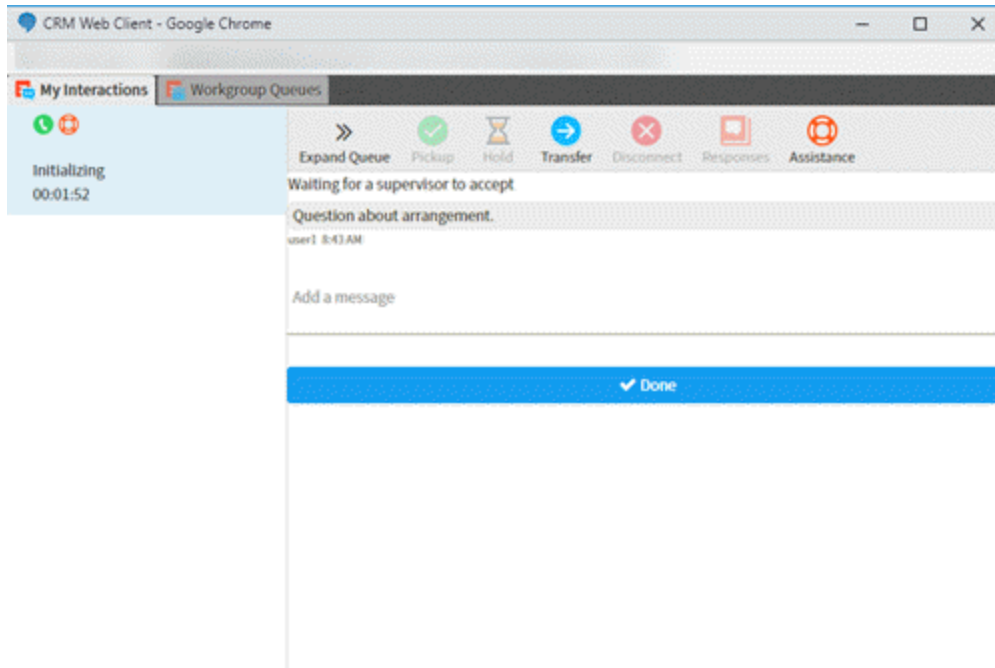 CRM Web Client - Google Chrome
My Interactions Workgroup Queues
Initializing
00:01:52
Expand Queue Pickup Hold Transfer Disconnect Responses Assistance
Waiting for a supervisor to accept
Question about arrangement.
user1 8:43 AM
Add a message
Done